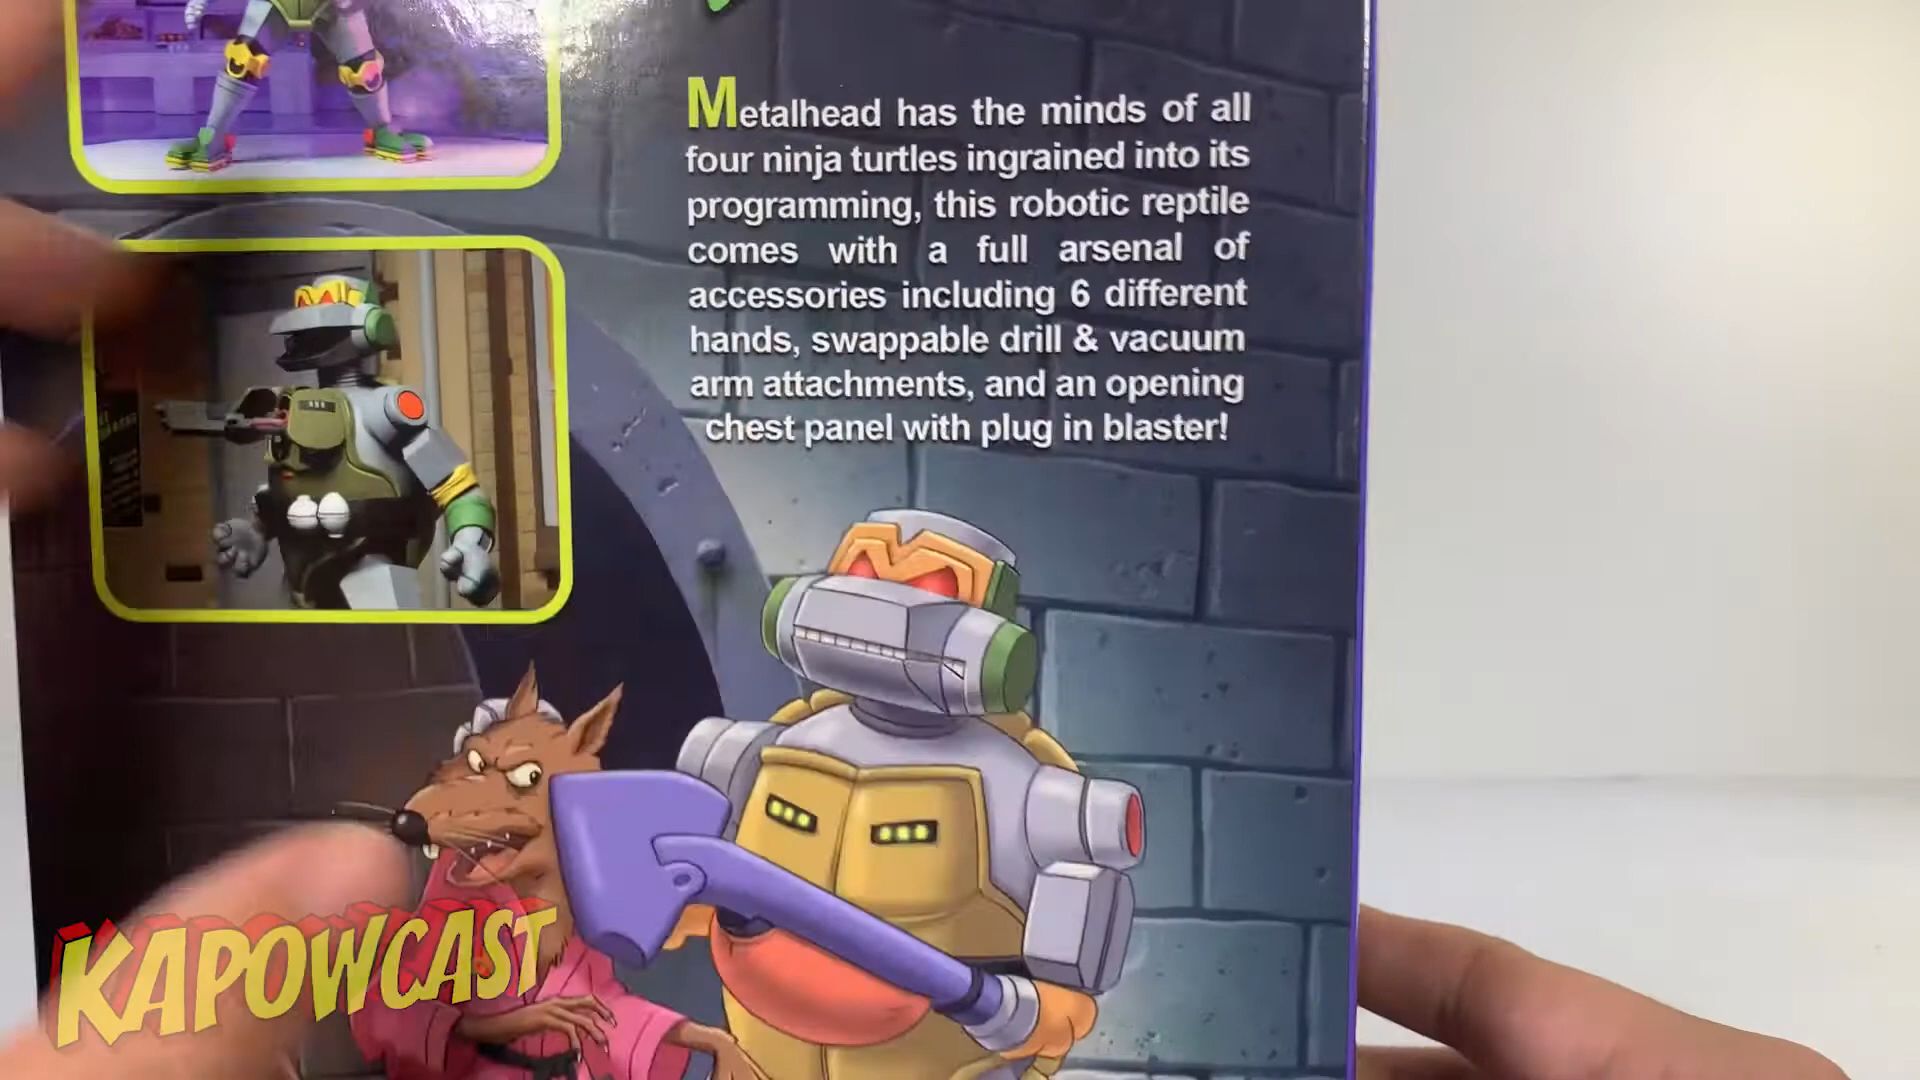 Metalhead has the minds of all
four ninja turtles ingrained into its
programming, this robotic reptile
comes with a full arsenal of
accessories including 6 different
hands, swappable drill & vacuum
arm attachments, and an opening
chest panel with plug in blaster!
KAPOWCAST